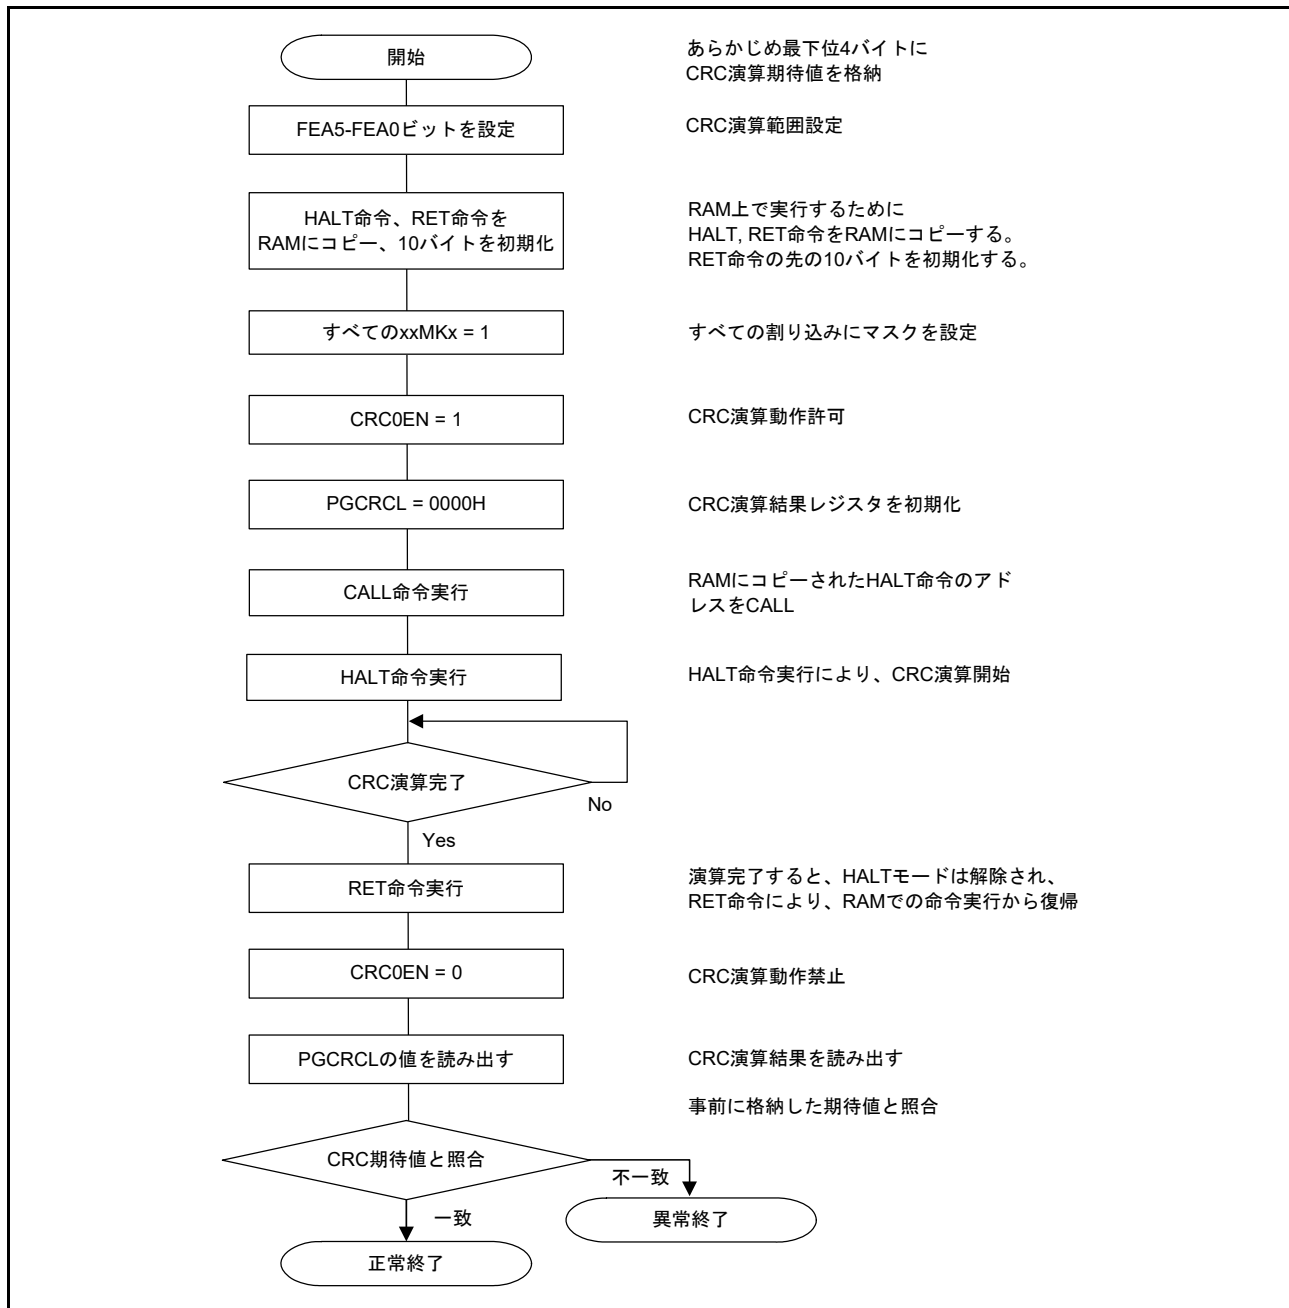 開始
あらかじめ最下位4バイトに
CRC演算期待値を格納
FEA5-FEA0ビットを設定
CRC演算範囲設定
HALT命令、RET命令を
RAMにコピー、10バイトを初期化
RAM上で実行するために
HALT, RET命令をRAMにコピーする。
RET命令の先の10バイトを初期化する。
すべてのxxMKx = 1
すべての割り込みにマスクを設定
CRC0EN = 1
CRC演算動作許可
PGCRCL = 0000H
CRC演算結果レジスタを初期化
CALL命令実行
RAMにコピーされたHALT命令のアド
レスをCALL
HALT命令実行
HALT命令実行により、CRC演算開始
CRC演算完了
No
Yes
RET命令実行
演算完了すると、HALTモードは解除され、
RET命令により、RAMでの命令実行から復帰
CRC0EN = 0
CRC演算動作禁止
PGCRCLの値を読み出す
CRC演算結果を読み出す
事前に格納した期待値と照合
CRC期待値と照合
不一致
一致
異常終了
正常終了